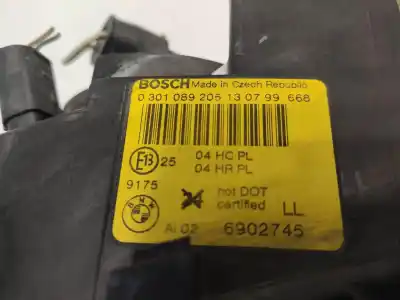 BOSCH Made in Czech Republic
0 301 089 205 13 07 99 668
E13 25 04 HC PL
04 HR PL
9175
not DOT
certified LL
BMW
AI 02 6902745